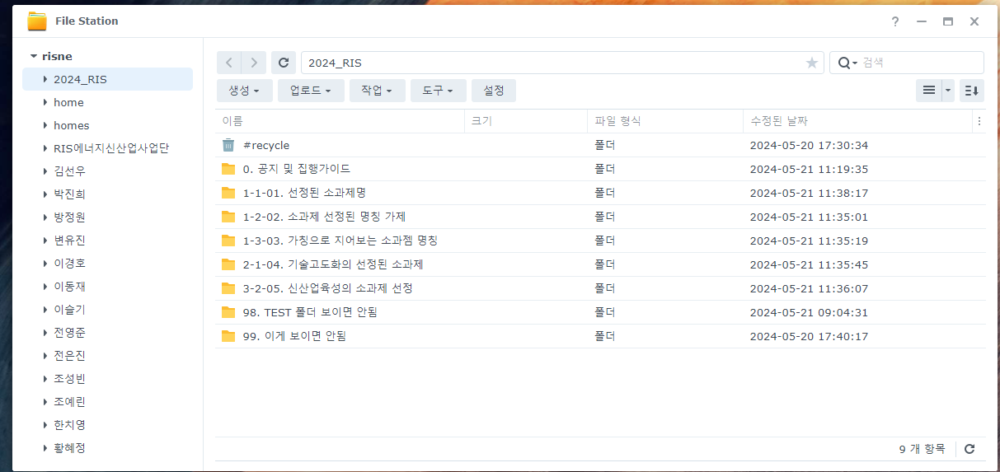 File Station
risne
2024_RIS
home
homes
RIS에너지신산업사업단
김선우
박진희
방정원
변유진
이경호
이동재
이슬기
전영준
전은진
조성빈
조예린
한치영
황혜정
2024_RIS
검색
생성 업로드 작업 도구 설정
이름 크기 파일 형식 수정된 날짜
#recycle 폴더 2024-05-20 17:30:34
0. 공지 및 집행가이드 폴더 2024-05-21 11:19:35
1-1-01. 선정된 소과제명 폴더 2024-05-21 11:38:17
1-2-02. 소과제 선정된 명칭 가제 폴더 2024-05-21 11:35:01
1-3-03. 가칭으로 지어보는 소과젬 명칭 폴더 2024-05-21 11:35:19
2-1-04. 기술고도화의 선정된 소과제 폴더 2024-05-21 11:35:45
3-2-05. 신산업육성의 소과제 선정 폴더 2024-05-21 11:36:07
98. TEST 폴더 보이면 안됨 폴더 2024-05-21 09:04:31
99. 이게 보이면 안됨 폴더 2024-05-20 17:40:17
9 개 항목